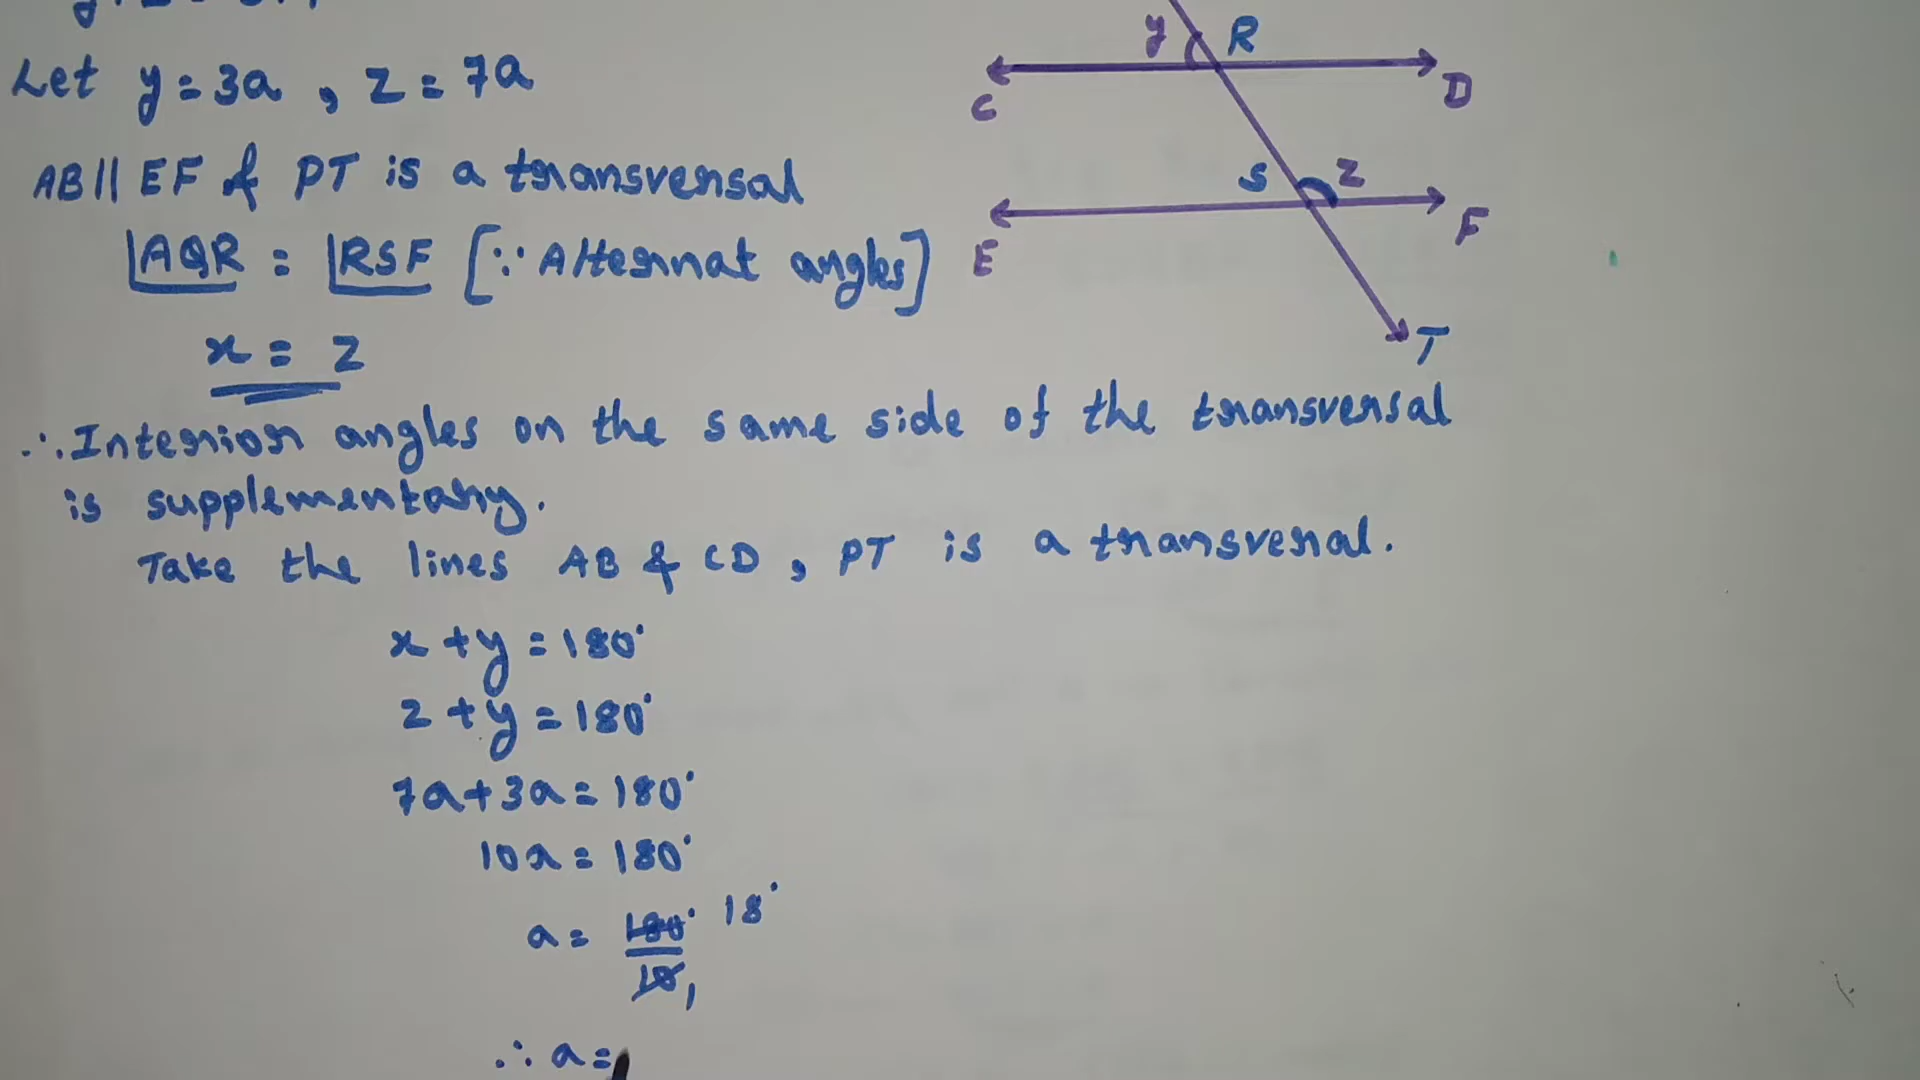 Let y = 3a , z = 7a
AB || EF & PT is a transversal
∠AQR = ∠RSF [∵ Alternat angles]
x = z
∴ Interior angles on the same side of the transversal
is supplementary.
Take the lines AB & CD , PT is a transveral.
x + y = 180°
z + y = 180°
7a + 3a = 180°
10a = 180°
a = 180°/10 18°
1
∴ a =
y R
C D
S z
E F
T